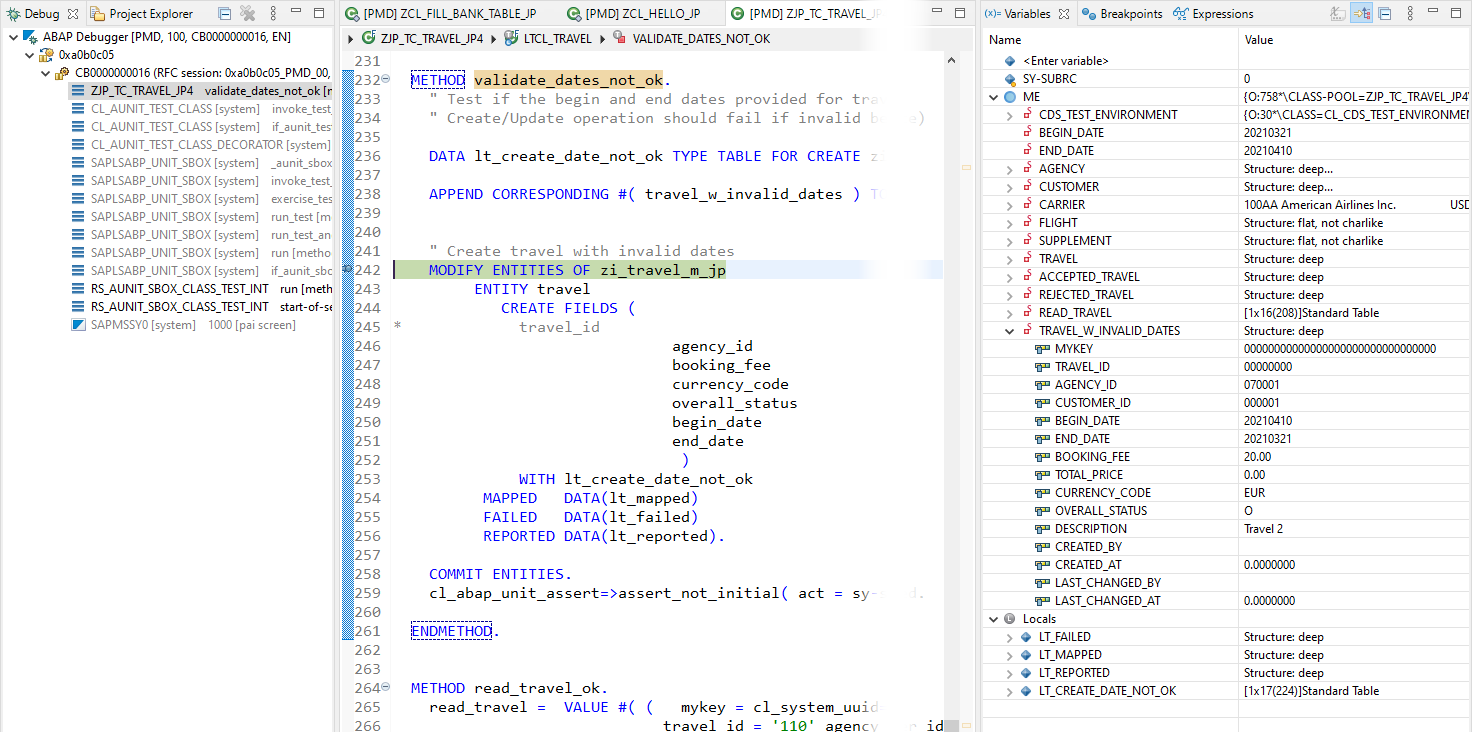 Debug
Project Explorer
ABAP Debugger [PMD, 100, CB0000000016, EN]
0xa0b0c05
CB0000000016 (RFC session: 0xa0b0c05_PMD_00,
ZJP_TC_TRAVEL_JP4 validate_dates_not_ok [
CL_AUNIT_TEST_CLASS [system] invoke_test_
CL_AUNIT_TEST_CLASS [system] if_aunit_tes
CL_AUNIT_TEST_CLASS_DECORATOR [system]
SAPLSABP_UNIT_SBOX [system] _aunit_sbox
SAPLSABP_UNIT_SBOX [system] invoke_test_
SAPLSABP_UNIT_SBOX [system] exercise_tes
SAPLSABP_UNIT_SBOX [system] run_test [m
SAPLSABP_UNIT_SBOX [system] run_test_an
SAPLSABP_UNIT_SBOX [system] run [metho
SAPLSABP_UNIT_SBOX [system] if_aunit_sbc
RS_AUNIT_SBOX_CLASS_TEST_INT run [meth
RS_AUNIT_SBOX_CLASS_TEST_INT start-of-se
SAPMSSY0 [system] 1000 [pai screen]
[PMD] ZCL_FILL_BANK_TABLE_JP
[PMD] ZCL_HELLO_JP
[PMD] ZJP_TC_TRAVEL_JP
ZJP_TC_TRAVEL_JP4 LTCL_TRAVEL VALIDATE_DATES_NOT_OK
231
232 METHOD validate_dates_not_ok.
233 " Test if the begin and end dates provided for tra
234 " Create/Update operation should fail if invalid )
235
236 DATA lt_create_date_not_ok TYPE TABLE FOR CREATE z
237
238 APPEND CORRESPONDING #( travel_w_invalid_dates ) TO
239
240
241 " Create travel with invalid dates
242 MODIFY ENTITIES OF zi_travel_m_jp
243 ENTITY travel
244 CREATE FIELDS (
245 * travel_id
246 agency_id
247 booking_fee
248 currency_code
249 overall_status
250 begin_date
251 end_date
252 )
253 WITH lt_create_date_not_ok
254 MAPPED DATA(lt_mapped)
255 FAILED DATA(lt_failed)
256 REPORTED DATA(lt_reported).
257
258 COMMIT ENTITIES.
259 cl_abap_unit_assert=>assert_not_initial( act = sy-
260
261 ENDMETHOD.
262
263
264 METHOD read_travel_ok.
265 read_travel = VALUE #( ( mykey = cl_system_uuid
266 travel_id = '110' agency id
Variables
Breakpoints
Expressions
Name Value
<Enter variable>
SY-SUBRC 0
ME {O:758*\CLASS-POOL=ZJP_TC_TRAVEL_JP4
CDS_TEST_ENVIRONMENT {O:30*\CLASS=CL_CDS_TEST_ENVIRONMEN
BEGIN_DATE 20210321
END_DATE 20210410
AGENCY Structure: deep...
CUSTOMER Structure: deep...
CARRIER 100AA American Airlines Inc. USD
FLIGHT Structure: flat, not charlike
SUPPLEMENT Structure: flat, not charlike
TRAVEL Structure: deep
ACCEPTED_TRAVEL Structure: deep
REJECTED_TRAVEL Structure: deep
READ_TRAVEL [1x16(208)]Standard Table
TRAVEL_W_INVALID_DATES Structure: deep
MYKEY 00000000000000000000000000000000
TRAVEL_ID 00000000
AGENCY_ID 070001
CUSTOMER_ID 000001
BEGIN_DATE 20210410
END_DATE 20210321
BOOKING_FEE 20.00
TOTAL_PRICE 0.00
CURRENCY_CODE EUR
OVERALL_STATUS O
DESCRIPTION Travel 2
CREATED_BY
CREATED_AT 0.0000000
LAST_CHANGED_BY
LAST_CHANGED_AT 0.0000000
Locals
LT_FAILED Structure: deep
LT_MAPPED Structure: deep
LT_REPORTED Structure: deep
LT_CREATE_DATE_NOT_OK [1x17(224)]Standard Table